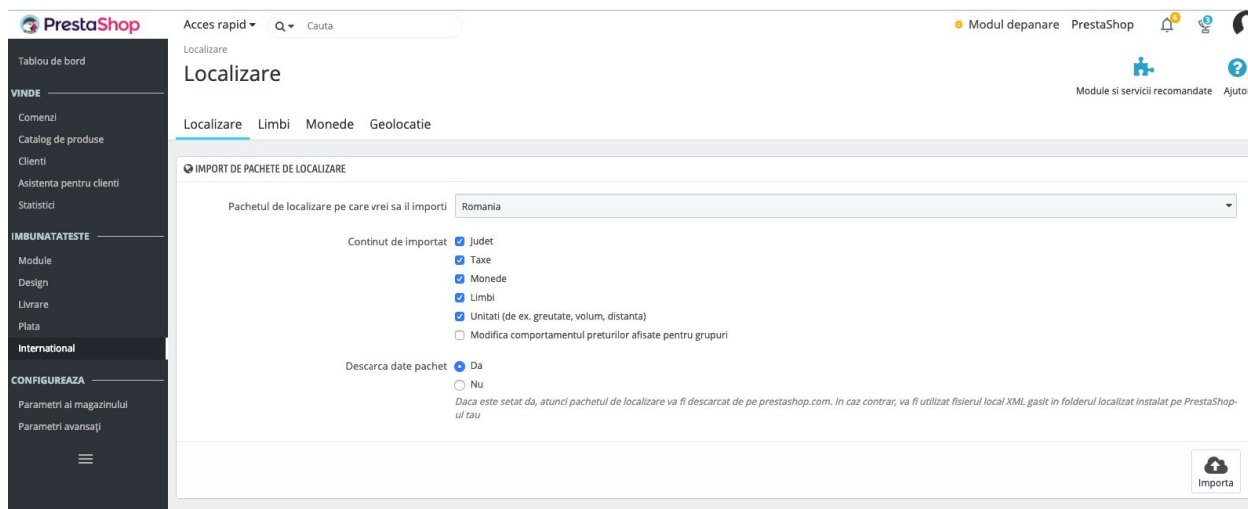 PrestaShop
Acces rapid
Cauta
Modul depanare
PrestaShop
6
3
Tablou de bord
VINDE
Comenzi
Catalog de produse
Clienti
Asistenta pentru clienti
Statistici
IMBUNATATESTE
Module
Design
Livrare
Plata
International
CONFIGUREAZA
Parametri ai magazinului
Parametri avansați
Localizare
Localizare
Module si servicii recomandate
Ajutor
Localizare Limbi Monede Geolocatie
IMPORT DE PACHETE DE LOCALIZARE
Pachetul de localizare pe care vrei sa il importi Romania
Continut de importat Judet
Taxe
Monede
Limbi
Unitati (de ex. greutate, volum, distanta)
Modifica comportamentul preturilor afisate pentru grupuri
Descarca date pachet Da
Nu
Daca este setat da, atunci pachetul de localizare va fi descarcat de pe prestashop.com. In caz contrar, va fi utilizat fisierul local XML gasit in folderul localizat instalat pe PrestaShop-
ul tau
Importa